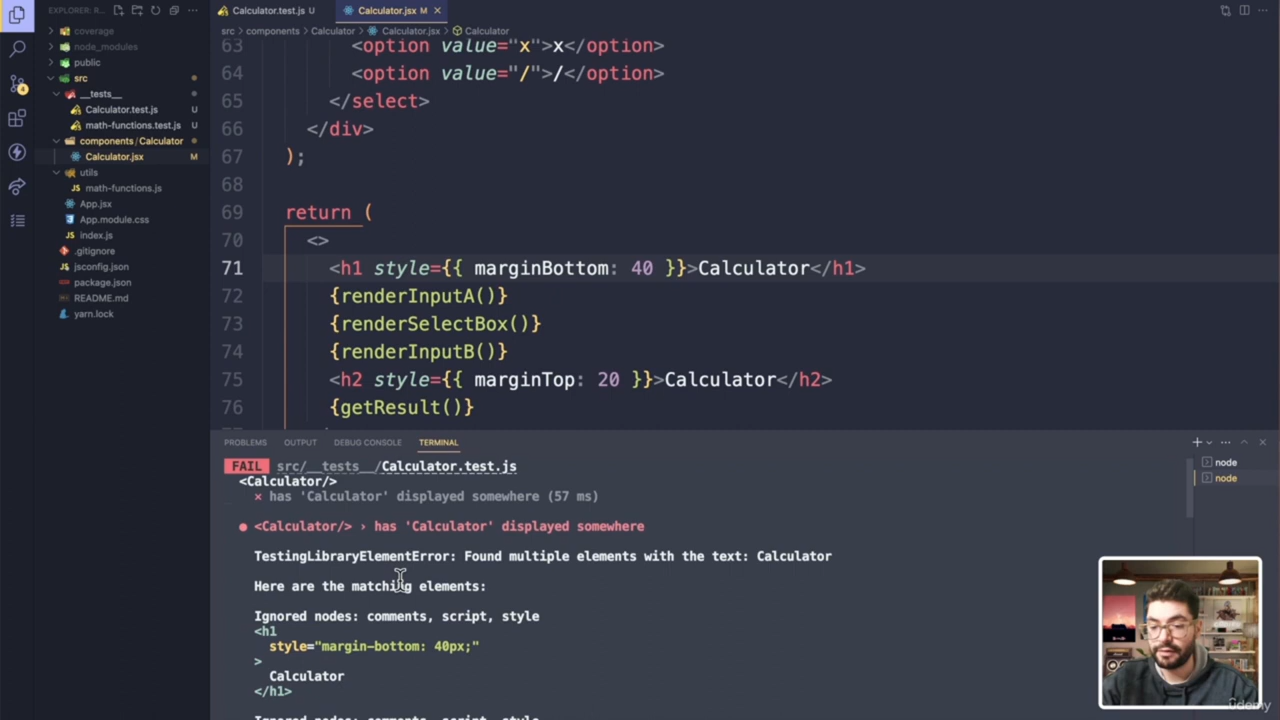 EXPLORER: R...
Calculator.test.js U
Calculator.jsx M
src > components > Calculator > Calculator.jsx > Calculator
coverage
node_modules
public
src
__tests__
Calculator.test.js U
math-functions.test.js U
components / Calculator
Calculator.jsx M
utils
math-functions.js
App.jsx
App.module.css
index.js
.gitignore
jsconfig.json
package.json
README.md
yarn.lock
4
63 <option value="x">x</option>
64 <option value="/">/</option>
65 </select>
66 </div>
67 );
68
69 return (
70 <>
71 <h1 style={{ marginBottom: 40 }}>Calculator</h1>
72 {renderInputA()}
73 {renderSelectBox()}
74 {renderInputB()}
75 <h2 style={{ marginTop: 20 }}>Calculator</h2>
76 {getResult()}
PROBLEMS OUTPUT DEBUG CONSOLE TERMINAL
FAIL src/__tests__/Calculator.test.js
<Calculator/>
× has 'Calculator' displayed somewhere (57 ms)
● <Calculator/> › has 'Calculator' displayed somewhere
TestingLibraryElementError: Found multiple elements with the text: Calculator
Here are the matching elements:
Ignored nodes: comments, script, style
<h1
style="margin-bottom: 40px;"
>
Calculator
</h1>
Ignored nodes: comments, script, style
node
node
udemy